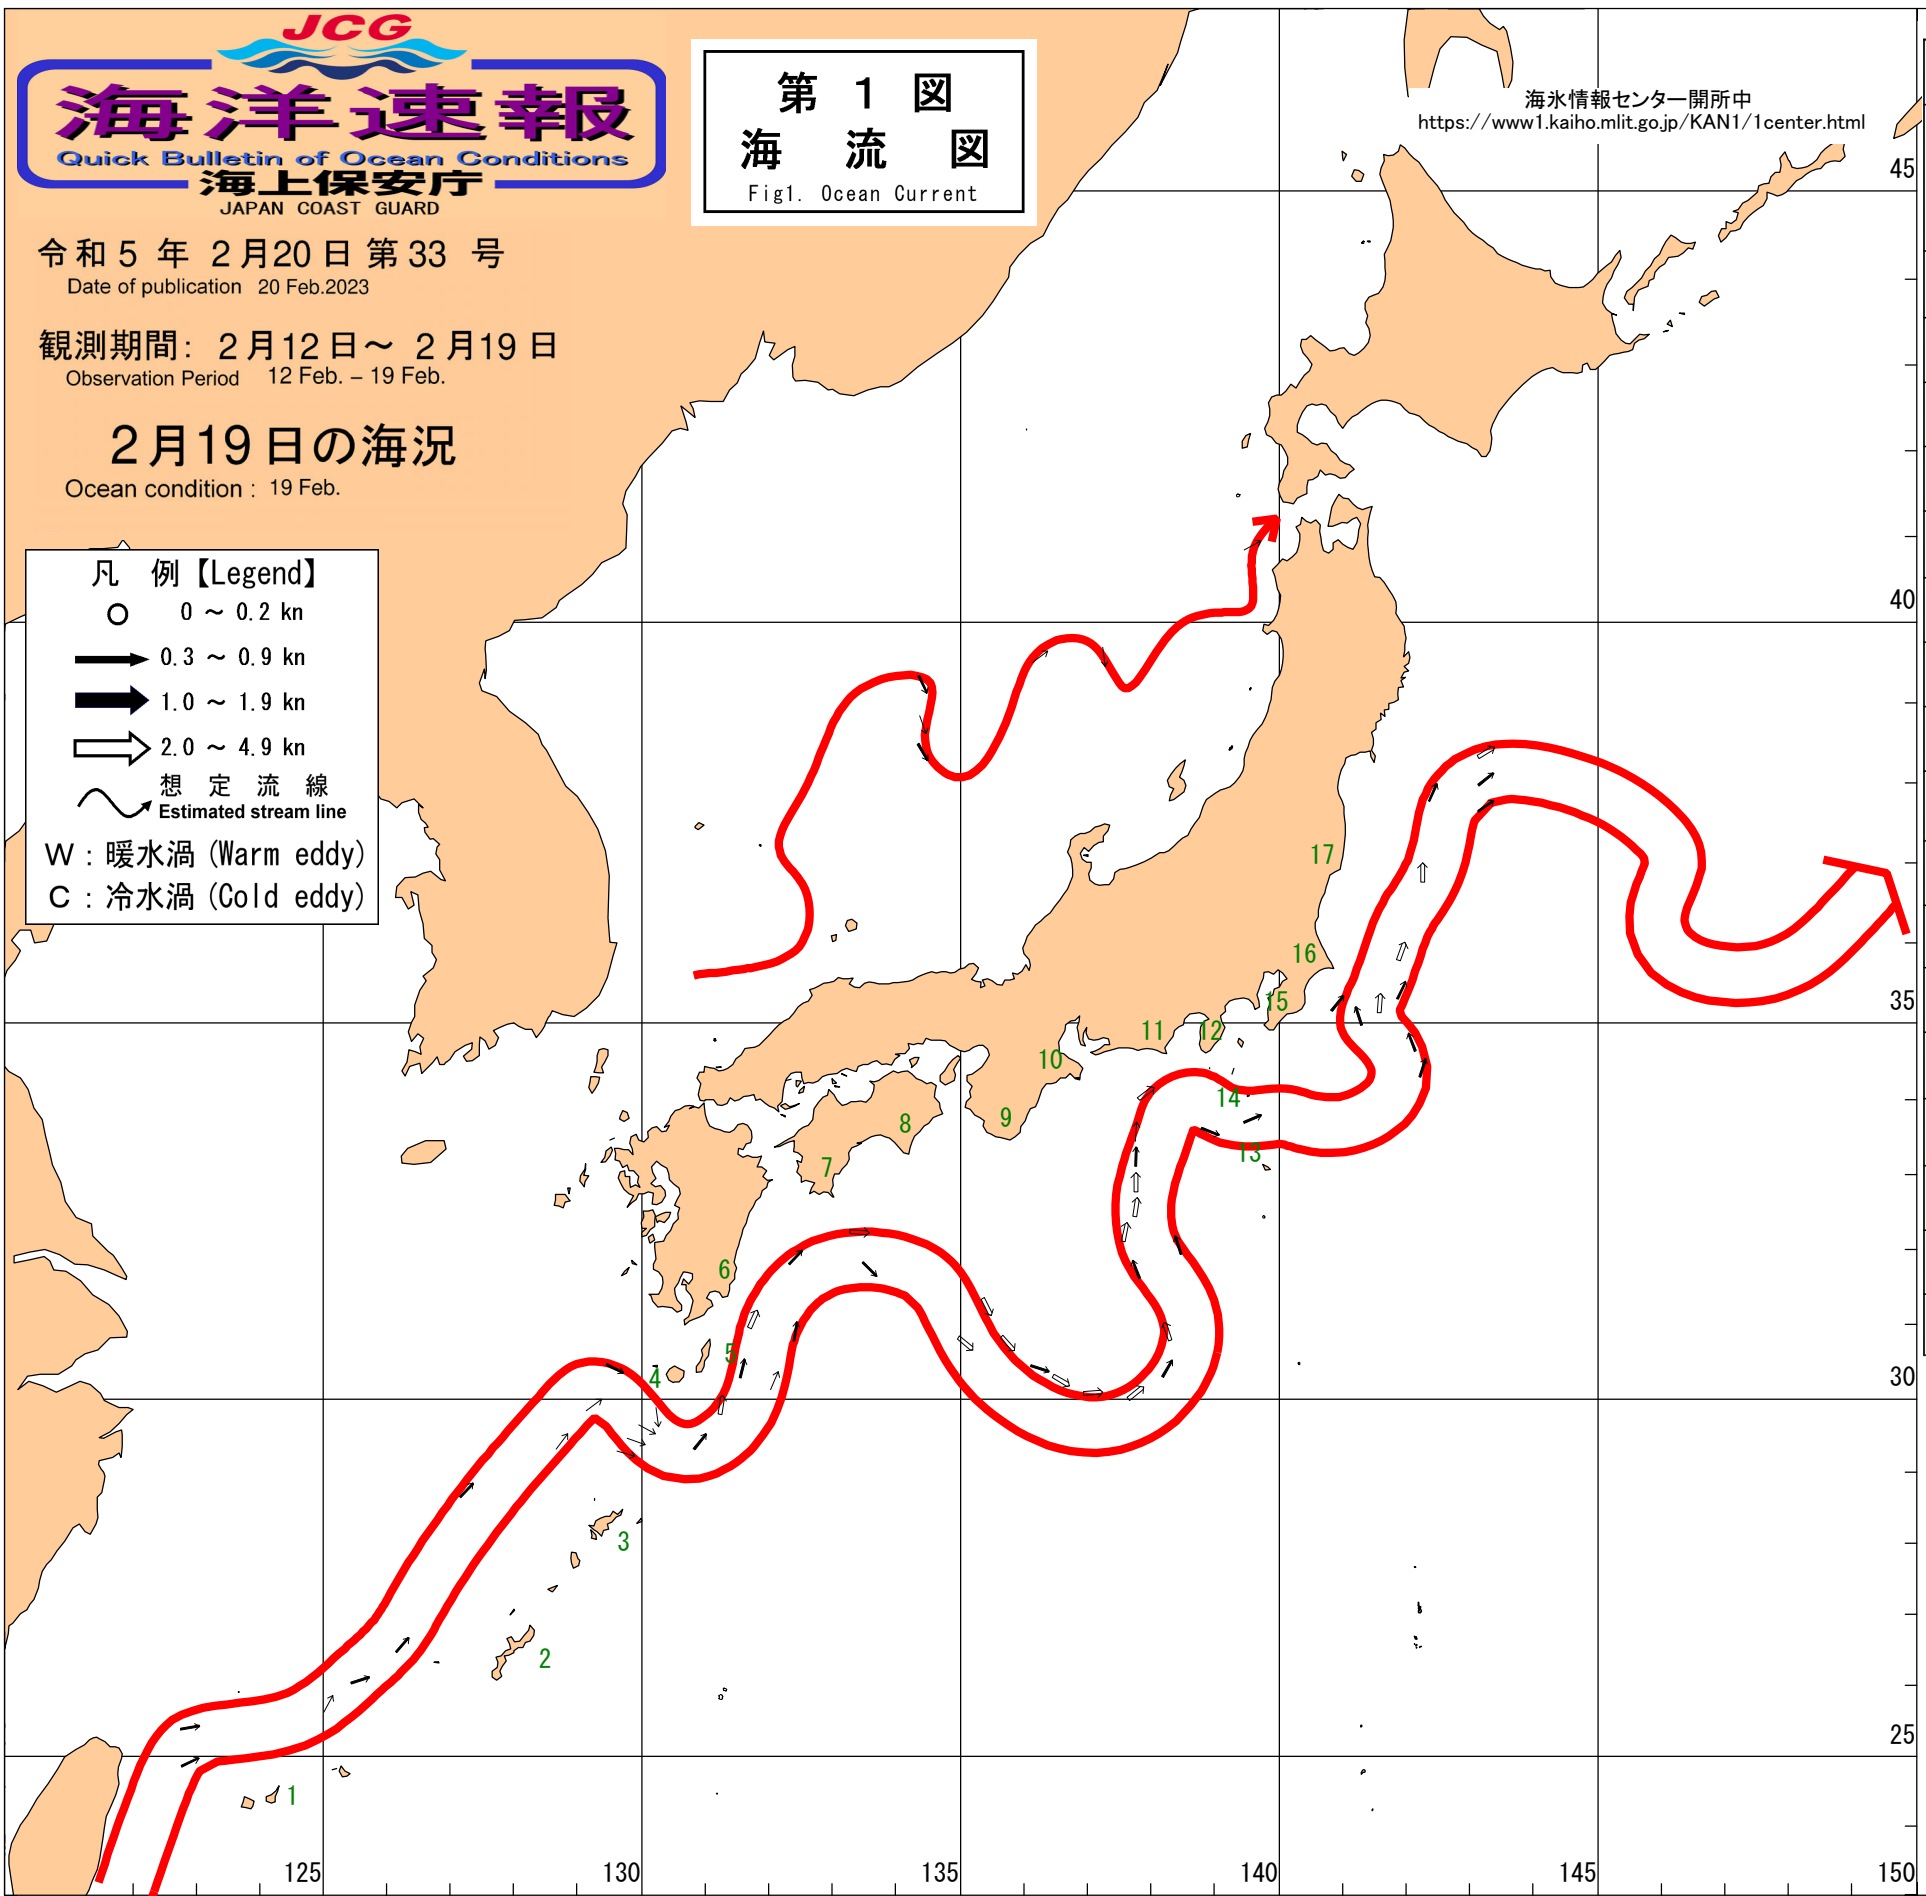 JCG
海洋速報
Quick Bulletin of Ocean Conditions
海上保安庁
JAPAN COAST GUARD
令和 5 年 2月20日 第33 号
Date of publication 20 Feb.2023
観測期間: 2月12日～ 2月19日
Observation Period 12 Feb. – 19 Feb.
2月19日の海況
Ocean condition : 19 Feb.
第 1 図
海 流 図
Fig1. Ocean Current
海氷情報センター開所中
https://www1.kaiho.mlit.go.jp/KAN1/1center.html
凡 例【Legend】
0 ～ 0.2 kn
0.3 ～ 0.9 kn
1.0 ～ 1.9 kn
2.0 ～ 4.9 kn
想 定 流 線
Estimated stream line
W : 暖水渦 (Warm eddy)
C : 冷水渦 (Cold eddy)
45
40
17
16
15
35
11
12
10
14
9
8
13
7
6
5
4
30
3
2
25
1
125
130
135
140
145
150